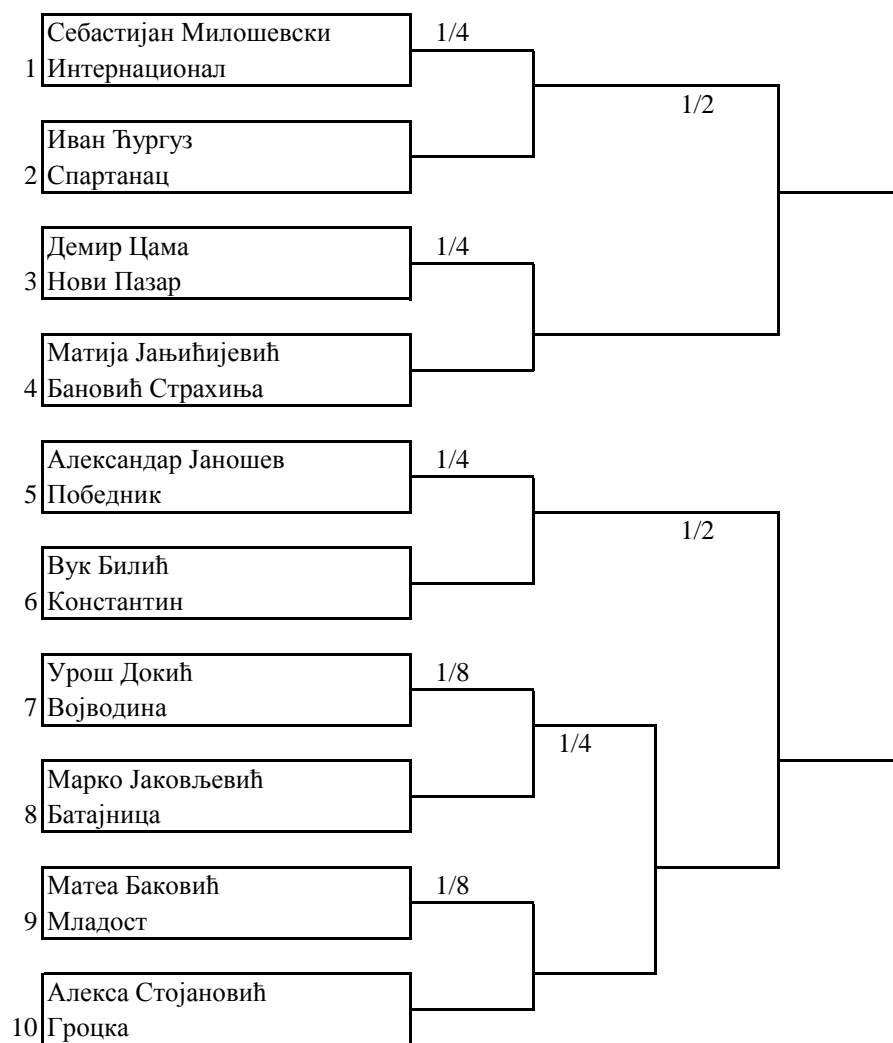 Себастијан Милошевски
1/4
1 Интернационал
1/2
Иван Ђургуз
2 Спартанац
Демир Цама
1/4
3 Нови Пазар
Матија Јањићијевић
4 Бановић Страхиња
Александар Јаношев
1/4
5 Победник
1/2
Вук Билић
6 Константин
Урош Докић
1/8
7 Војводина
1/4
Марко Јаковљевић
8 Батајница
Матеа Баковић
1/8
9 Младост
Алекса Стојановић
10 Гроцка